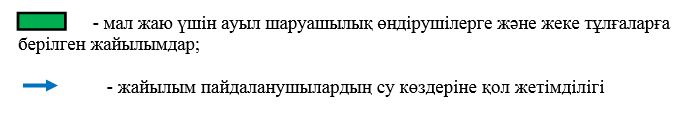 - мал жаю үшін ауыл шаруашылық өндірушілерге және жеке тұлғаларға
берілген жайылымдар;
- жайылым пайдаланушылардың су көздеріне қол жетімділігі